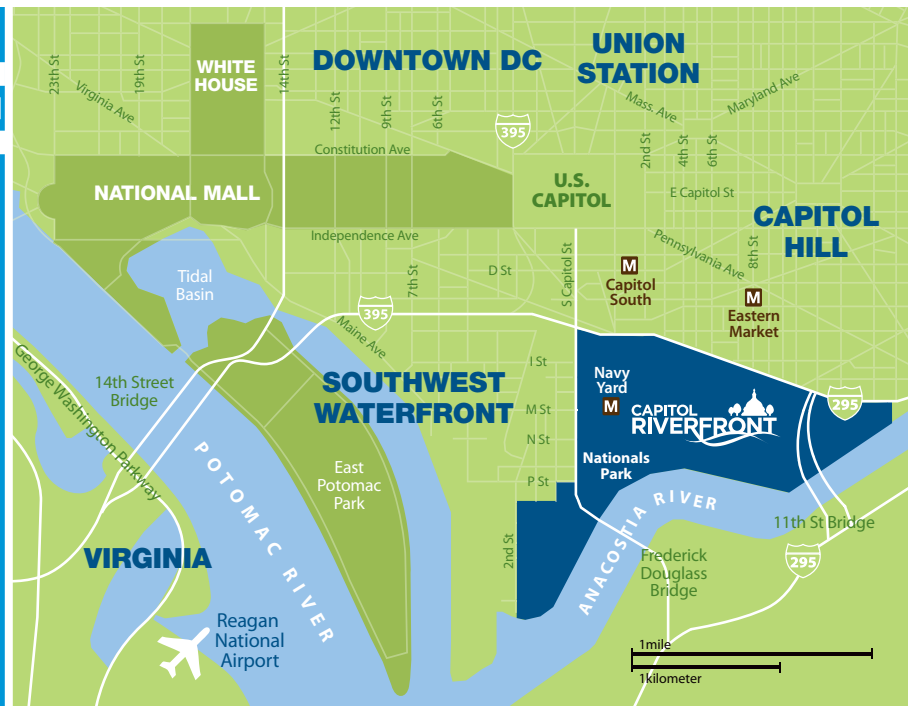 DOWNTOWN DC
UNION
STATION
WHITE
HOUSE
23th St
19th St
14th St
Virginia Ave
12th St
9th St
6th St
395
Mass. Ave
Maryland Ave
2nd St
4th St
6th St
Constitution Ave
NATIONAL MALL
U.S.
CAPITOL
E Capitol St
CAPITOL
HILL
Independence Ave
Pennsylvania Ave
8th St
S Capitol St
D St
7th St
M
Capitol
South
M
Eastern
Market
Tidal
Basin
395
Maine Ave
George Washington Parkway
14th Street
Bridge
SOUTHWEST
WATERFRONT
I St
M St
N St
P St
Navy
Yard
M
CAPITOL
RIVERFRONT
295
Nationals
Park
East
Potomac
Park
POTOMAC RIVER
ANACOSTIA RIVER
11th St Bridge
2nd St
Frederick
Douglass
Bridge
295
VIRGINIA
Reagan
National
Airport
1mile
1kilometer